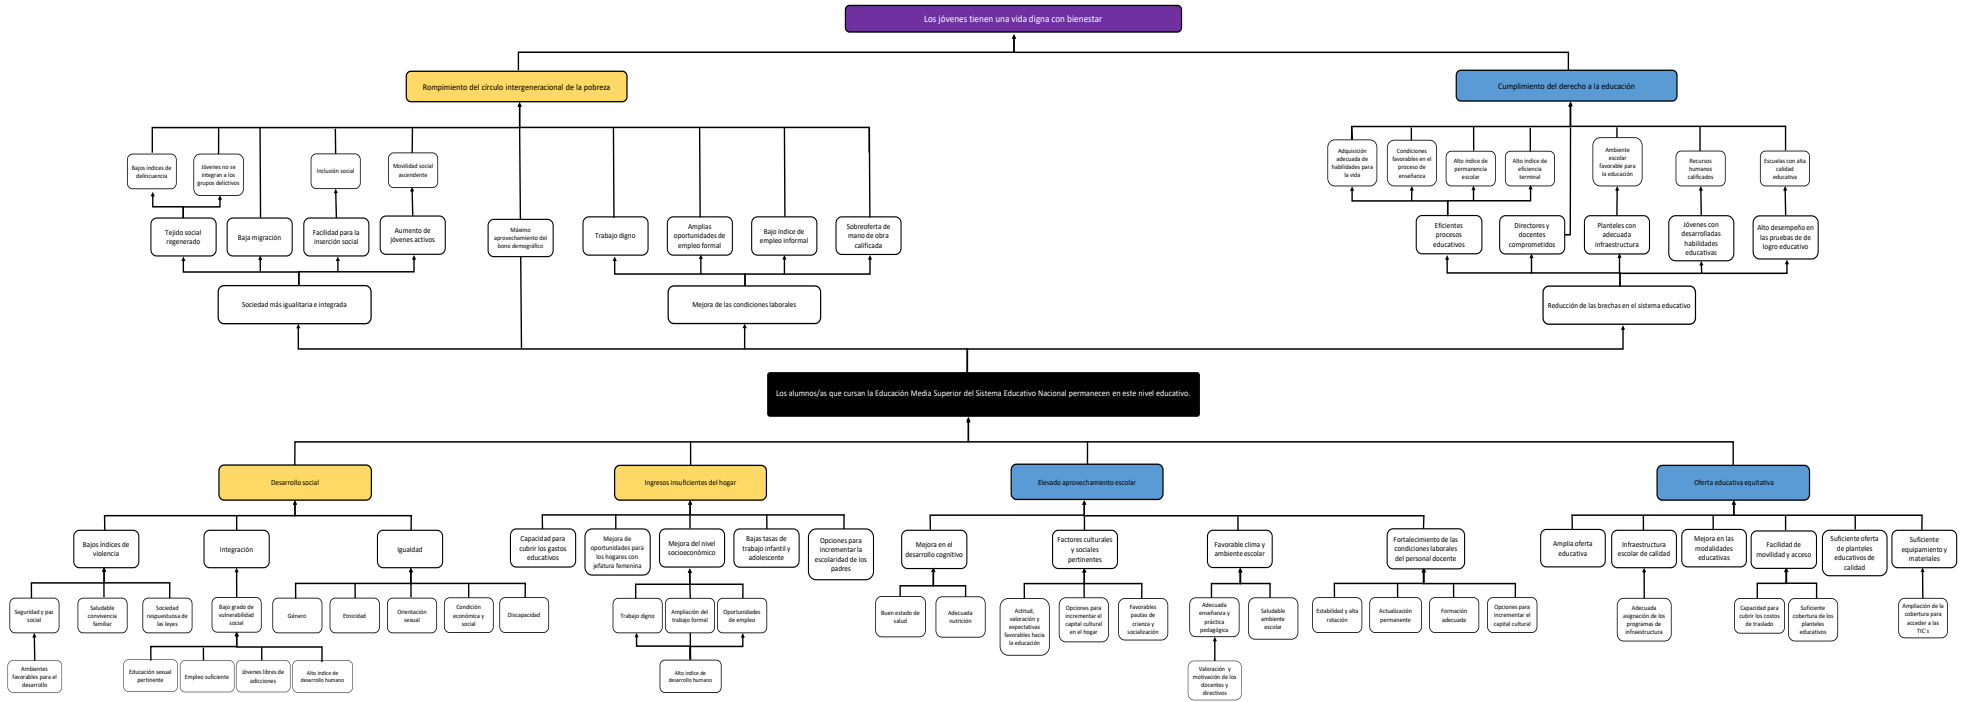 Los jóvenes tienen una vida digna con bienestar
Rompimiento del círculo intergeneracional de la pobreza
Cumplimiento del derecho a la educación
Bajos índices de
delincuencia
Jóvenes no se
integran a los
grupos delictivos
Inclusión social
Movilidad social
ascendente
Adquisición
adecuada de
habilidades para
la vida
Condiciones
favorables en el
proceso de
enseñanza
Alto índice de
permanencia
escolar
Alto índice de
eficiencia
terminal
Ambiente
escolar
favorable para
la educación
Recursos
humanos
calificados
Escuelas con alta
calidad
educativa
Tejido social
regenerado
Baja migración
Facilidad para la
inserción social
Aumento de
jóvenes activos
Máximo
aprovechamiento del
bono demográfico
Trabajo digno
Amplias
oportunidades de
empleo formal
Bajo índice de
empleo informal
Sobreoferta de
mano de obra
calificada
Eficientes
procesos
educativos
Directores y
docentes
comprometidos
Planteles con
adecuada
infraestructura
Jóvenes con
desarrolladas
habilidades
educativas
Alto desempeño en
las pruebas de de
logro educativo
Sociedad más igualitaria e integrada
Mejora de las condiciones laborales
Reducción de las brechas en el sistema educativo
Los alumnos/as que cursan la Educación Media Superior del Sistema Educativo Nacional permanecen en este nivel educativo.
Desarrollo social
Ingresos insuficientes del hogar
Elevado aprovechamiento escolar
Oferta educativa equitativa
Bajos índices de
violencia
Integración
Igualdad
Capacidad para
cubrir los gastos
educativos
Mejora de
oportunidades para
los hogares con
jefatura femenina
Mejora del nivel
socioeconómico
Bajas tasas de
trabajo infantil y
adolescente
Opciones para
incrementar la
escolaridad de los
padres
Mejora en el
desarrollo cognitivo
Factores culturales
y sociales
pertinentes
Favorable clima y
ambiente escolar
Fortalecimiento de las
condiciones laborales
del personal docente
Amplia oferta
educativa
Infraestructura
escolar de calidad
Mejora en las
modalidades
educativas
Facilidad de
movilidad y acceso
Suficiente oferta
de planteles
educativos de
calidad
Suficiente
equipamiento y
materiales
Seguridad y paz
social
Saludable
convivencia
familiar
Sociedad
respuestuosa de
las leyes
Bajo grado de
vulnerabilidad
social
Género
Etnicidad
Orientación
sexual
Condición
económica y
social
Discapacidad
Trabajo digno
Ampliación del
trabajo formal
Oportunidades
de empleo
Buen estado de
salud
Adecuada
nutrición
Actitud,
valoración y
expectativas
favorables hacia
la educación
Opciones para
incrementar el
capital cultural
en el hogar
Favorables
pautas de
crianza y
socialización
Adecuada
enseñanza y
práctica
pedagógica
Saludable
ambiente
escolar
Estabilidad y alta
rotación
Actualización
permanente
Formación
adecuada
Opciones para
incrementar el
capital cultural
Adecuada
asignación de los
programas de
infraestructura
Capacidad para
cubrir los costos
de traslado
Suficiente
cobertura de los
planteles
educativos
Ampliación de la
cobertura para
acceder a las
TIC´s
Ambientes
favorables para el
desarrollo
Educación sexual
pertinente
Empleo suficiente
Jóvenes libres de
adicciones
Alto índice de
desarrollo humano
Alto índice de
desarrollo humano
Valoración y
motivación de los
docentes y
directivos